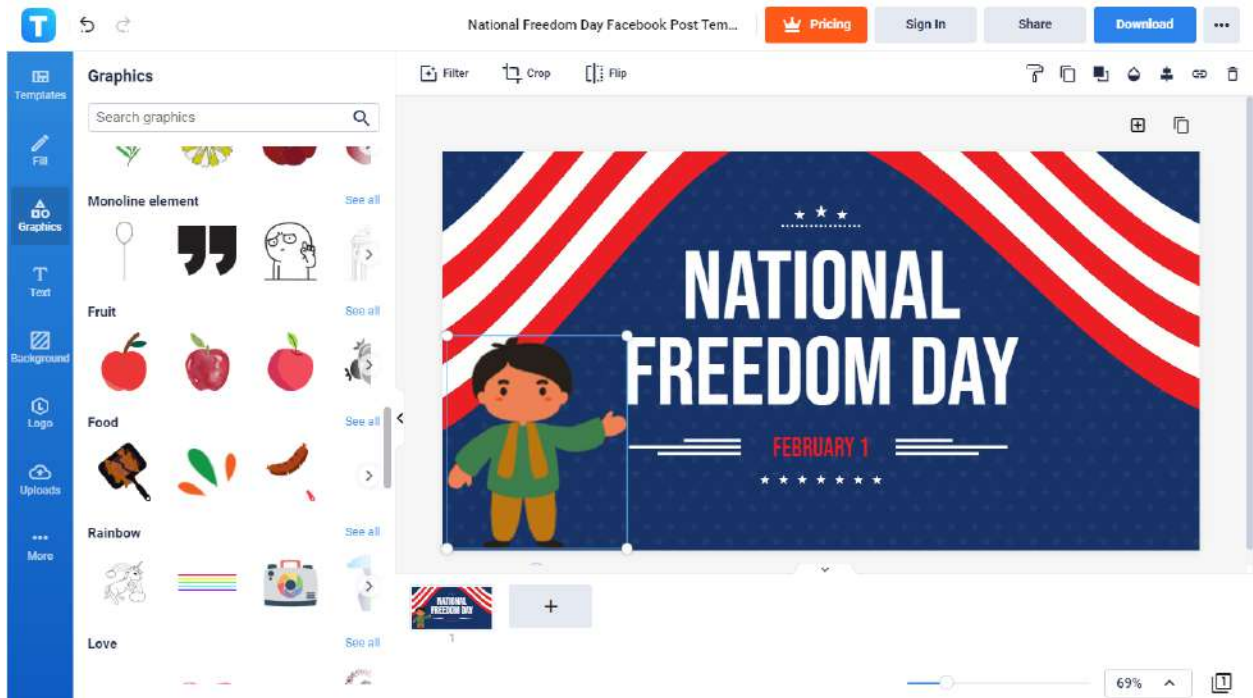 T
National Freedom Day Facebook Post Tem...
Pricing
Sign In
Share
Download
Templates
Fill
Graphics
Text
Background
Logo
Uploads
More
Graphics
Search graphics
Monoline element
See all
Fruit
See all
Food
See all
Rainbow
See all
Love
See all
Filter
Crop
Flip
NATIONAL
FREEDOM DAY
FEBRUARY 1
NATIONAL
FREEDOM DAY
1
69%
1